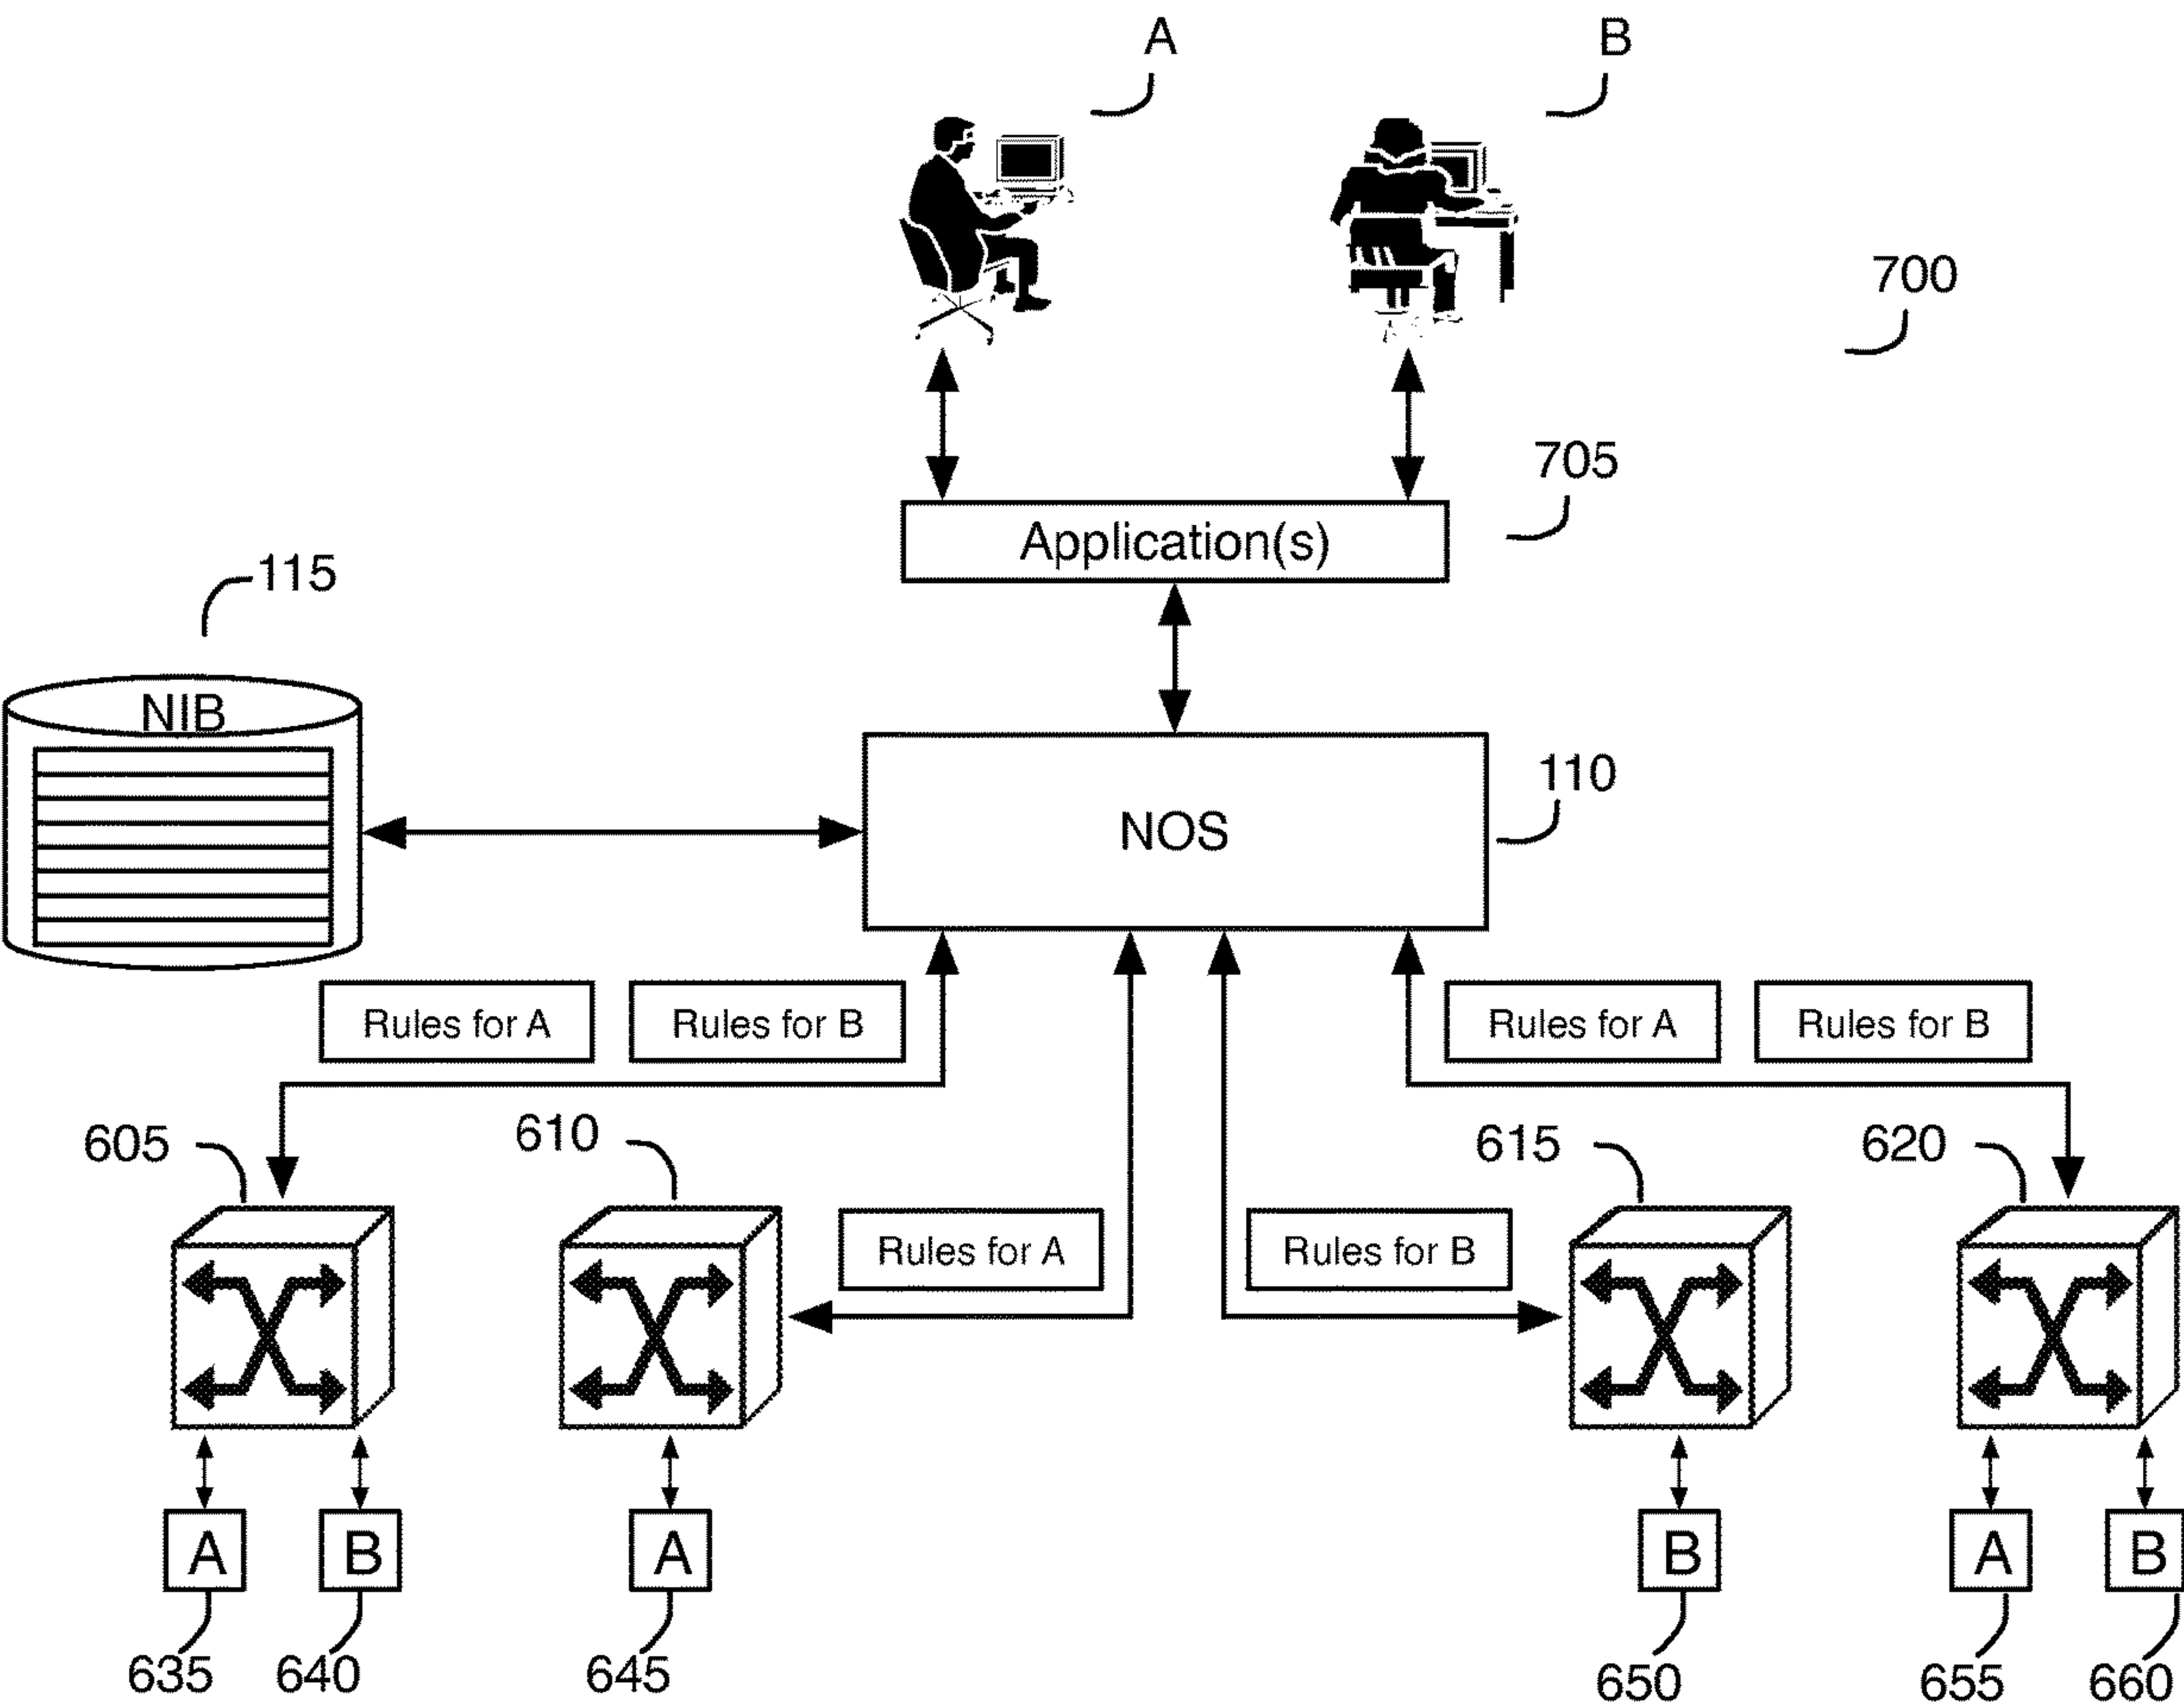 A
B
700
705
Application(s)
115
NIB
110
NOS
Rules for A
Rules for B
Rules for A
Rules for B
605
610
615
620
Rules for A
Rules for B
A
B
A
B
A
B
635
640
645
650
655
660